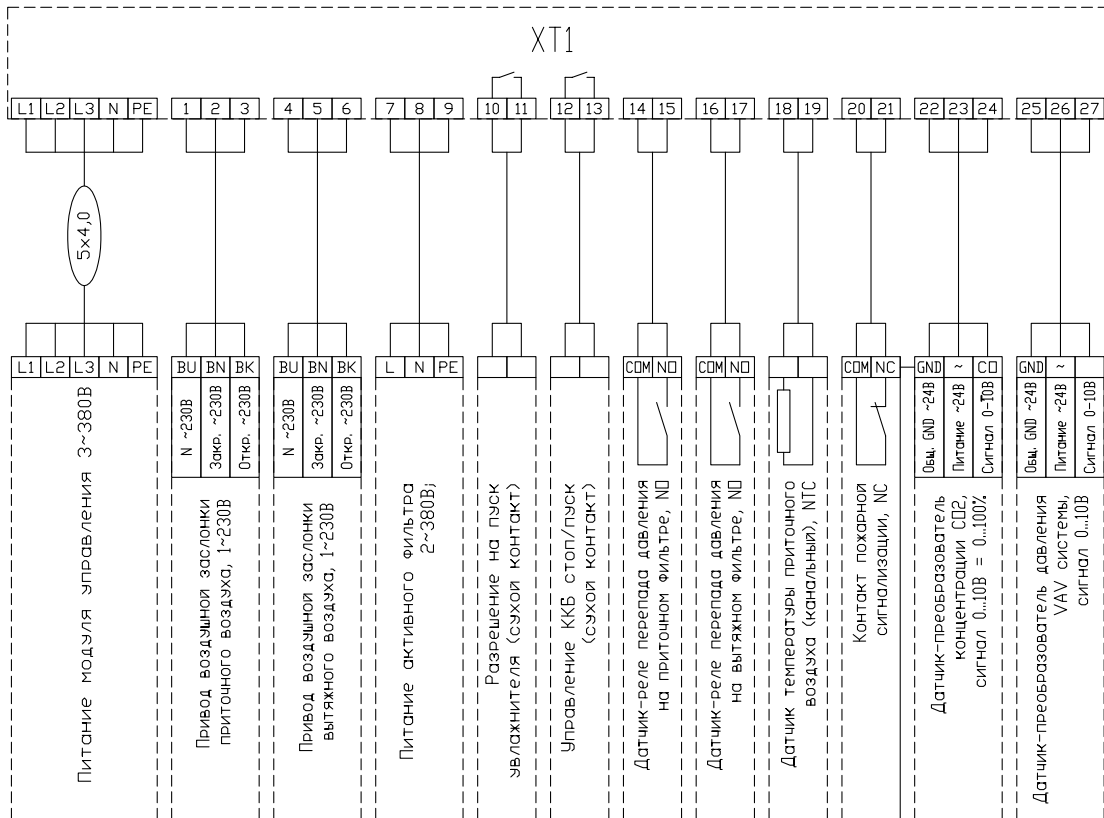 XT1
L1 L2 L3 N PE 1 2 3 4 5 6 7 8 9 10 11 12 13 14 15 16 17 18 19 20 21 22 23 24 25 26 27
5x4,0
L1 L2 L3 N PE BU BN BK BU BN BK L N PE COM NO COM NO COM NC GND ~ CO GND ~
N ~230В
Закр. ~230В
Откр. ~230В
N ~230В
Закр. ~230В
Откр. ~230В
Общ. GND ~24В
Питание ~24В
Сигнал 0-10В
Общ. GND ~24В
Питание ~24В
Сигнал 0-10В
Питание модуля управления 3~380В
Привод воздушной заслонки
приточного воздуха, 1~230В
Привод воздушной заслонки
вытяжного воздуха, 1~230В
Питание активного фильтра
2~380В;
Разрешение на пуск
увлажнителя (сухой контакт)
Управление ККБ стоп/пуск
(сухой контакт)
Датчик-реле перепада давления
на приточном фильтре, NO
Датчик-реле перепада давления
на вытяжном фильтре, NO
Датчик температуры приточного
воздуха (канальный), NTC
Контакт пожарной
сигнализации, NC
Датчик-преобразователь
концентрации CO2,
сигнал 0...10В = 0...100%
Датчик-преобразователь давления
VAV системы,
сигнал 0...10В